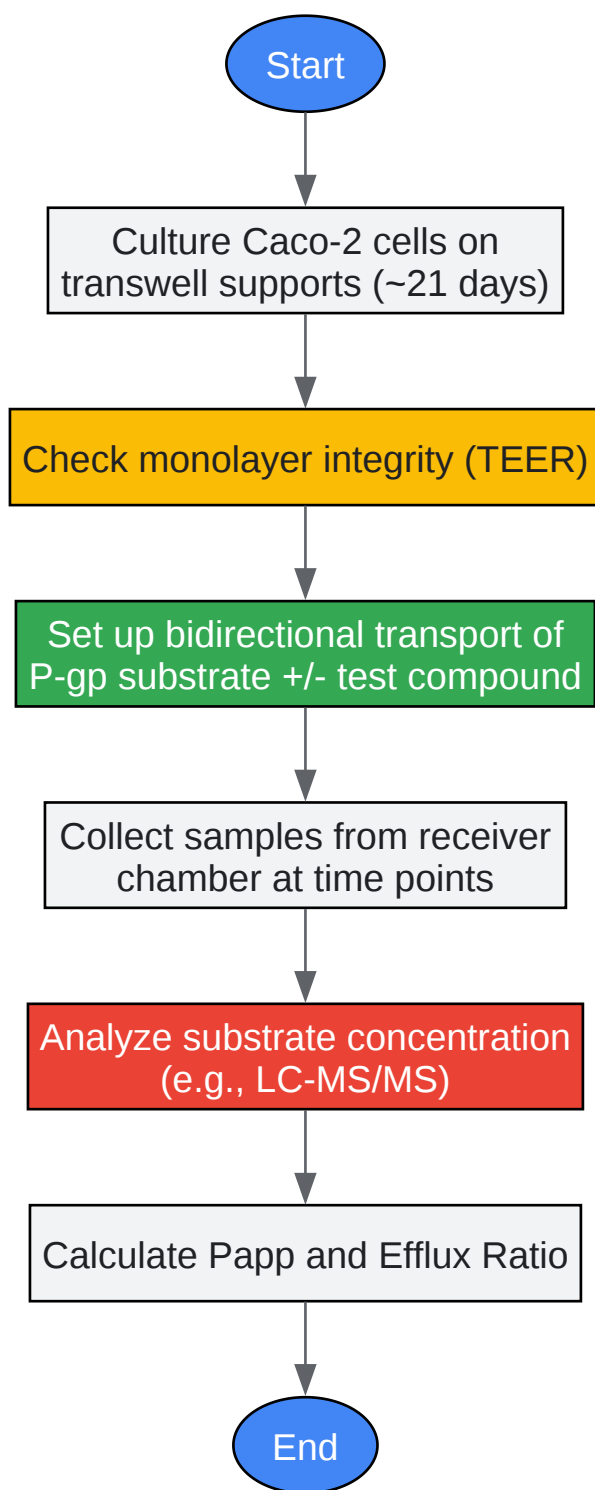 Start
Culture Caco-2 cells on
transwell supports (~21 days)
Check monolayer integrity (TEER)
Set up bidirectional transport of
P-gp substrate +/- test compound
Collect samples from receiver
chamber at time points
Analyze substrate concentration
(e.g., LC-MS/MS)
Calculate Papp and Efflux Ratio
End